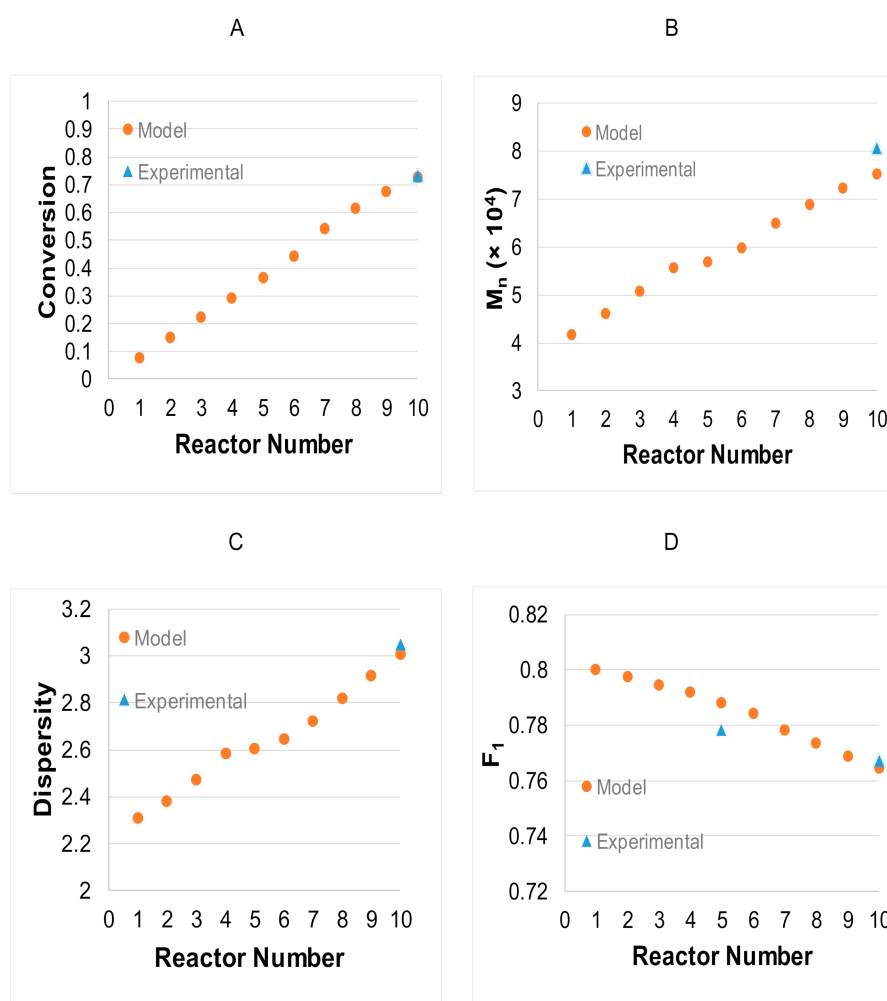 A
1
0.9
0.8
0.7
0.6
0.5
0.4
0.3
0.2
0.1
0
Conversion
Model
Experimental
0 1 2 3 4 5 6 7 8 9 10
Reactor Number
B
9
8
7
6
5
4
3
Mₙ (× 10⁴)
Model
Experimental
0 1 2 3 4 5 6 7 8 9 10
Reactor Number
C
3.2
3
2.8
2.6
2.4
2.2
2
Dispersity
Model
Experimental
0 1 2 3 4 5 6 7 8 9 10
Reactor Number
D
0.82
0.8
0.78
0.76
0.74
0.72
F₁
Model
Experimental
0 1 2 3 4 5 6 7 8 9 10
Reactor Number